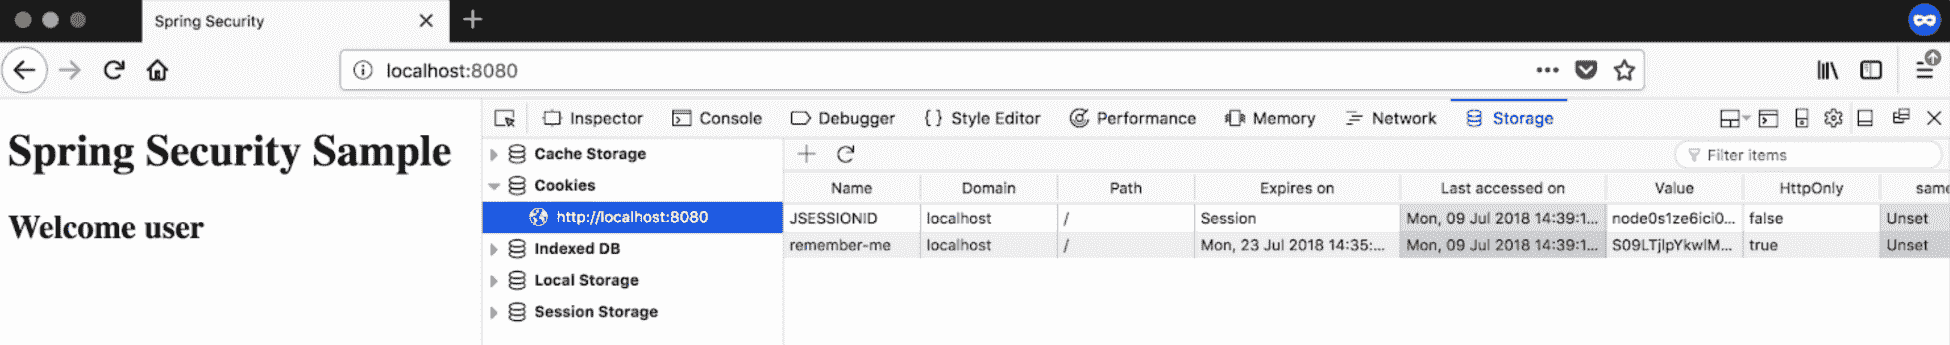 Spring Security
localhost:8080
Spring Security Sample
Welcome user
Inspector Console Debugger { } Style Editor Performance Memory Network Storage
Cache Storage
Cookies
http://localhost:8080
Indexed DB
Local Storage
Session Storage
Filter items
Name Domain Path Expires on Last accessed on Value HttpOnly same
JSESSIONID localhost / Session Mon, 09 Jul 2018 14:39:1... node0s1ze6ici0... false Unset
remember-me localhost / Mon, 23 Jul 2018 14:35:... Mon, 09 Jul 2018 14:39:1... S09LTjlpYkwlM... true Unset